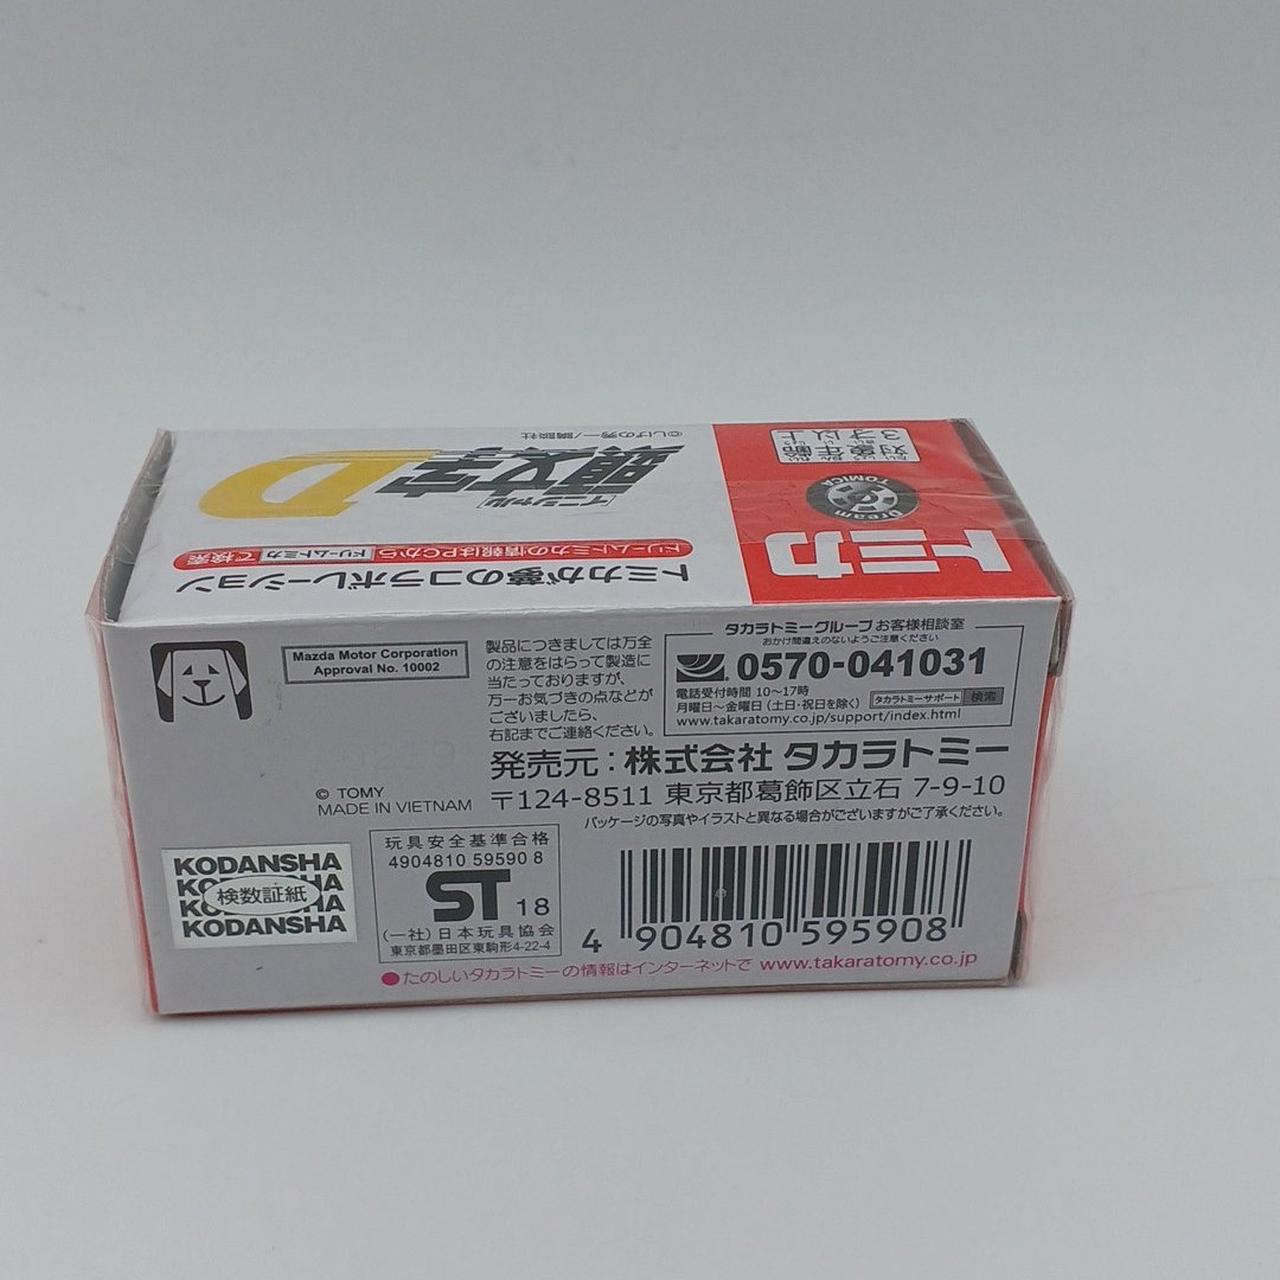 ©しげの秀一/講談社
[イニシャル]
頭文字D
ドリームトミカの情報はPCから ドリームトミカ で検索
トミカが夢のコラボレーション
対象年齢
3才以上
Dream
TOMICA
トミカ
Mazda Motor Corporation
Approval No. 10002
製品につきましては万全
の注意をはらって製造に
当たっておりますが、
万一お気づきの点などが
ございましたら、
右記までご連絡ください。
タカラトミーグループお客様相談室
おかけ間違えのないようご注意ください
0570-041031
電話受付時間 10〜17時
月曜日〜金曜日(土日・祝日を除く)
タカラトミーサポート 検索
www.takaratomy.co.jp/support/index.html
発売元:株式会社 タカラトミー
〒124-8511 東京都葛飾区立石 7-9-10
パッケージの写真やイラストと異なる場合がございますがご了承ください。
© TOMY
MADE IN VIETNAM
KODANSHA
KODANSHA
検数証紙
KODANSHA
KODANSHA
玩具安全基準合格
4904810 59590 8
ST 18
(一社)日本玩具協会
東京都墨田区東駒形4-22-4
4 904810 595908
●たのしいタカラトミーの情報はインターネットで www.takaratomy.co.jp